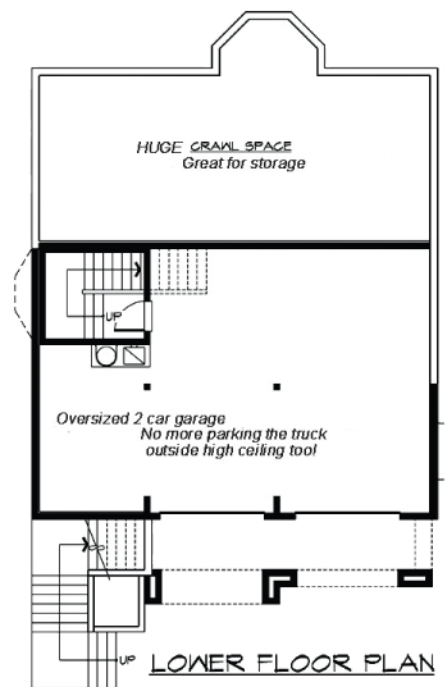 HUGE CRAWL SPACE
Great for storage
UP
Oversized 2 car garage
No more parking the truck
outside high ceiling tool
UP
LOWER FLOOR PLAN